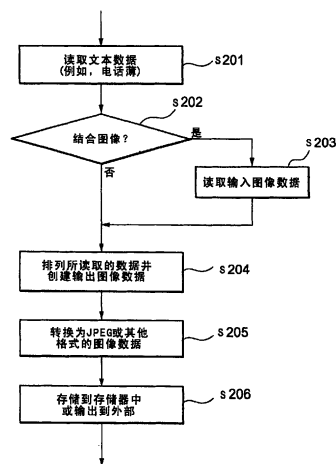 读取文本数据
(例如，电话薄)
S201
S202
结合图像？
是
S203
否
读取输入图像数据
排列所读取的数据并
创建输出图像数据
S204
转换为JPEG或其他
格式的图像数据
S205
存储到存储器中
或输出到外部
S206